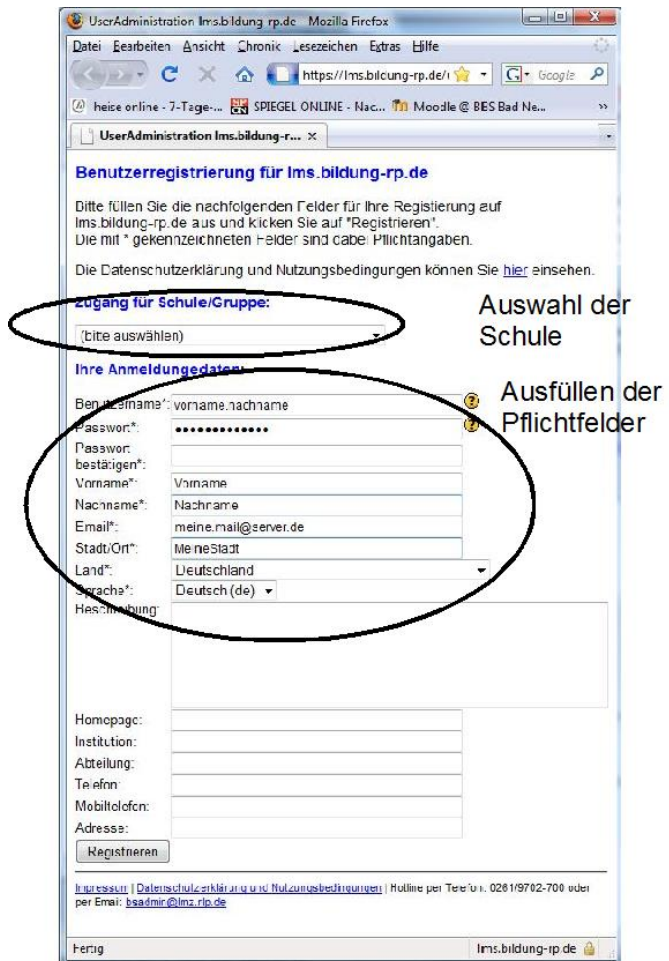 UserAdministration lms.bildung-rp.de - Mozilla Firefox
Datei Bearbeiten Ansicht Chronik Lesezeichen Extras Hilfe
https://lms.bildung-rp.de/ Google
heise online - 7-Tage-... SPIEGEL ONLINE - Nac... Moodle @ BBS Bad Ne... »
UserAdministration lms.bildung-r...
Benutzerregistrierung für lms.bildung-rp.de
Bitte füllen Sie die nachfolgenden Felder für Ihre Registierung auf
lms.bildung-rp.de aus und klicken Sie auf "Registrieren".
Die mit * gekennzeichneten Felder sind dabei Pflichtangaben.
Die Datenschutzerklärung und Nutzungsbedingungen können Sie hier einsehen.
Zugang für Schule/Gruppe:
(bitte auswählen)
Auswahl der
Schule
Ihre Anmeldungedaten:
Ausfüllen der
Pflichtfelder
Benutzername*: vorname.nachname
Passwort*: •••••••••••••
Passwort
bestätigen*:
Vorname*: Vorname
Nachname*: Nachname
Email*: meine.mail@server.de
Stadt/Ort*: MeineStadt
Land*: Deutschland
Sprache*: Deutsch (de)
Beschreibung:
Homepage:
Institution:
Abteilung:
Telefon:
Mobiltelefon:
Adresse:
Registrieren
Impressum | Datenschutzerklärung und Nutzungsbedingungen | Hotline per Telefon: 0261/9702-700 oder
per Email: bsadmin@lmz.rlp.de
Fertig lms.bildung-rp.de